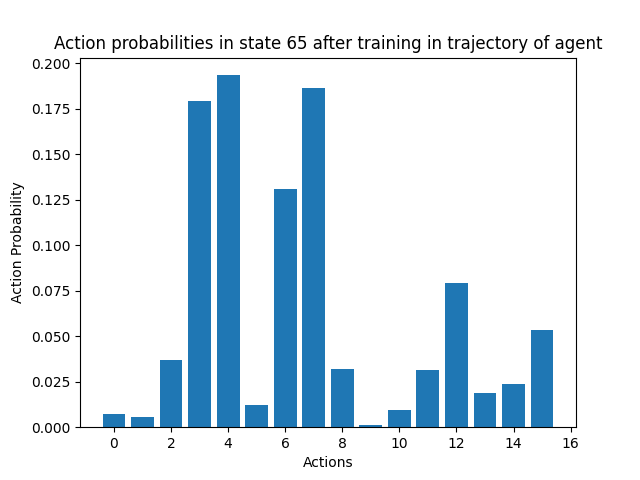 Action probabilities in state 65 after training in trajectory of agent
0.200
0.175
0.150
0.125
0.100
0.075
0.050
0.025
0.000
Action Probability
0 2 4 6 8 10 12 14 16
Actions